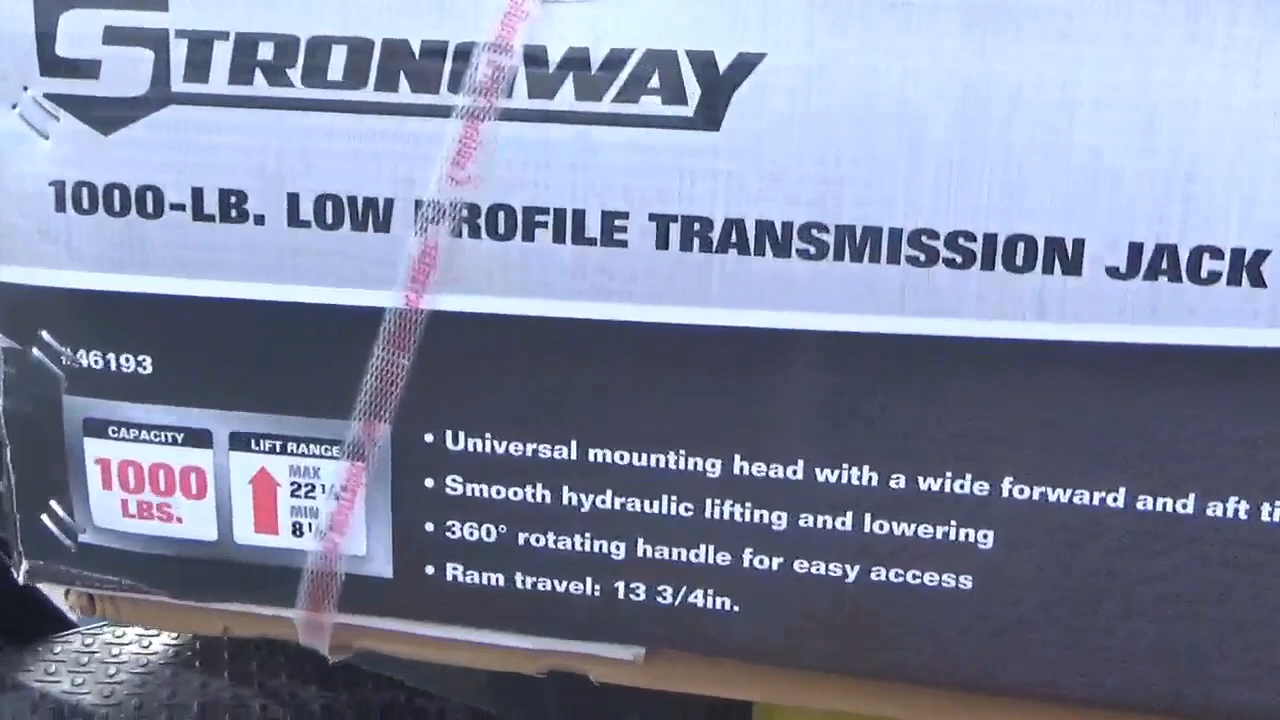 STRONGWAY
1000-LB. LOW PROFILE TRANSMISSION JACK
#46193
CAPACITY
1000
LBS.
LIFT RANGE
MAX
MIN
• Universal mounting head with a wide forward and aft
• Smooth hydraulic lifting and lowering
• 360° rotating handle for easy access
• Ram travel: 13 3/4in.